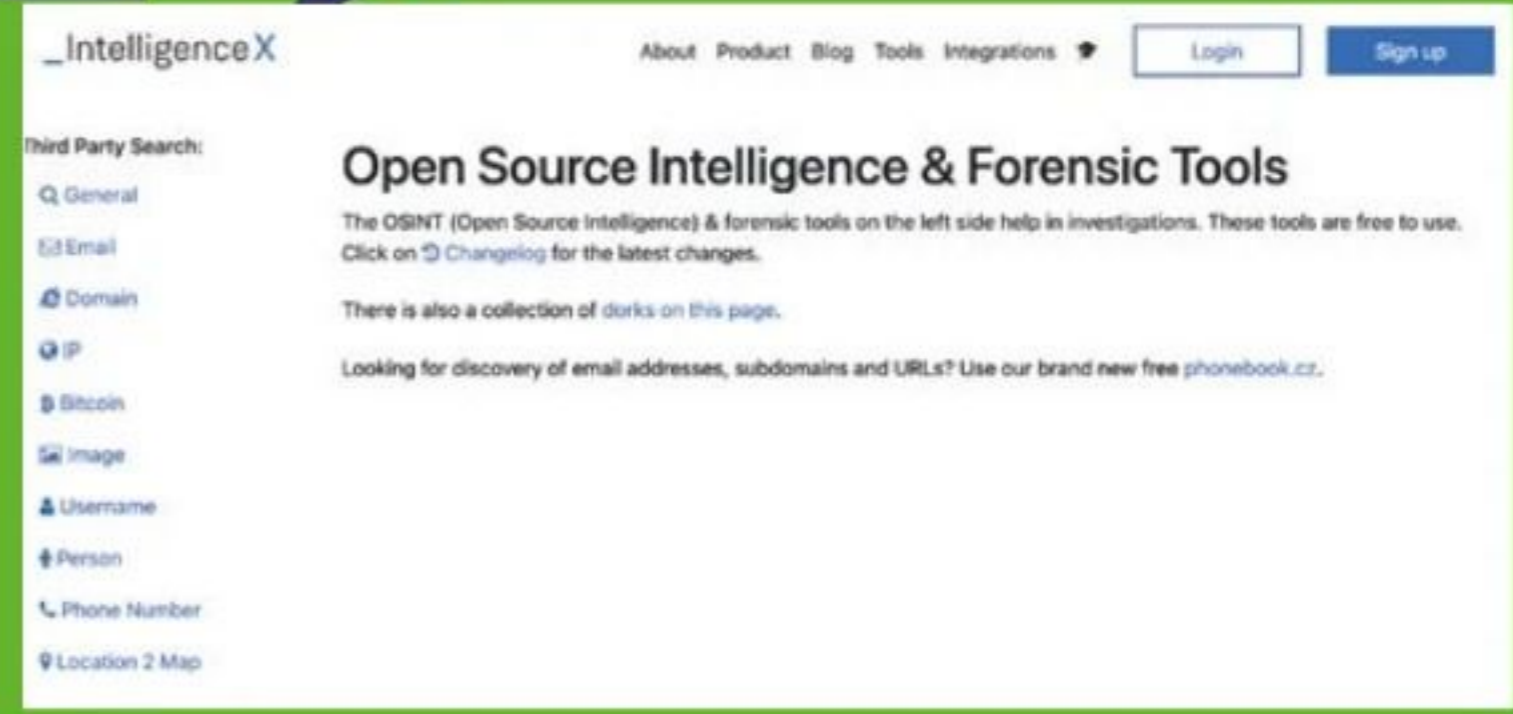 _IntelligenceX
About Product Blog Tools Integrations
Login
Sign up
Third Party Search:
General
Email
Domain
IP
Bitcoin
Image
Username
Person
Phone Number
Location 2 Map
Open Source Intelligence & Forensic Tools
The OSINT (Open Source Intelligence) & forensic tools on the left side help in investigations. These tools are free to use.
Click on Changelog for the latest changes.
There is also a collection of dorks on this page.
Looking for discovery of email addresses, subdomains and URLs? Use our brand new free phonebook.cz.